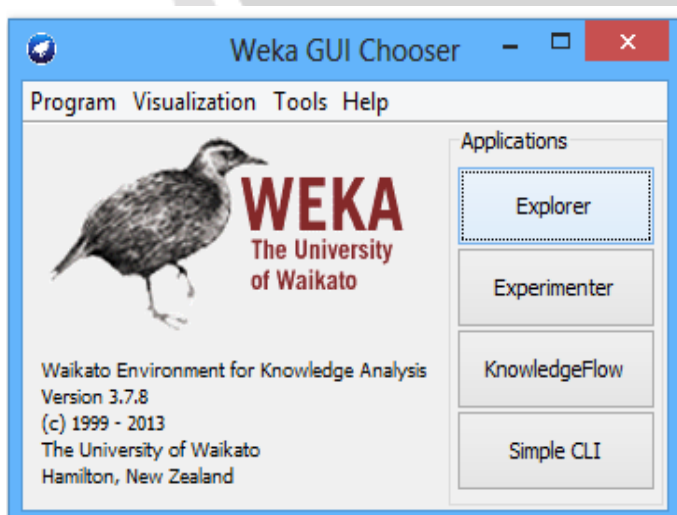 Weka GUI Chooser
Program Visualization Tools Help
WEKA
The University
of Waikato
Waikato Environment for Knowledge Analysis
Version 3.7.8
(c) 1999 - 2013
The University of Waikato
Hamilton, New Zealand
Applications
Explorer
Experimenter
KnowledgeFlow
Simple CLI